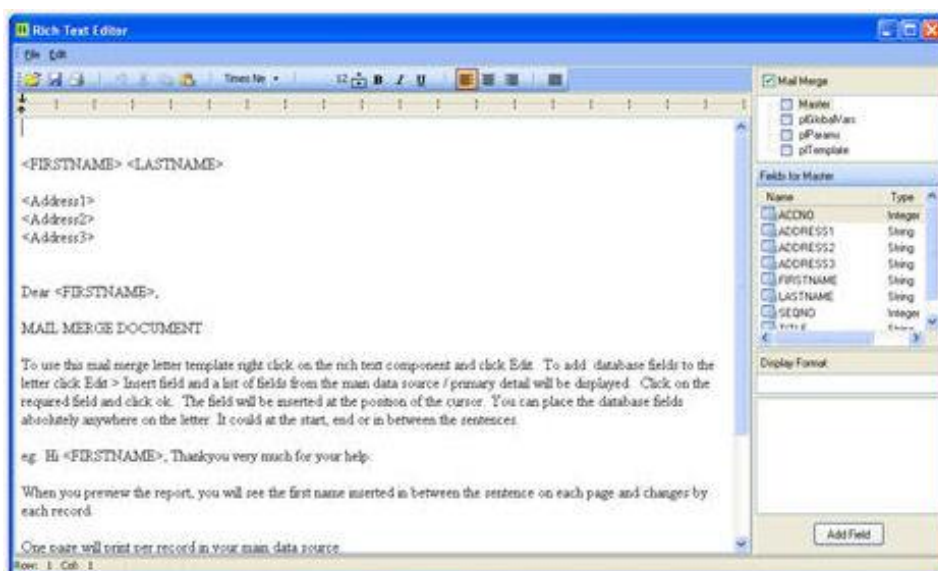 Rich Text Editor
File Edit
Times Ne 12 B I U
Mail Merge
Master
plGlobalVars
plParams
plTemplate
<FIRSTNAME> <LASTNAME>
<Address1>
<Address2>
<Address3>
Dear <FIRSTNAME>,
MAIL MERGE DOCUMENT
To use this mail merge letter template right click on the rich text component and click Edit. To add database fields to the
letter click Edit > Insert field and a list of fields from the main data source / primary detail will be displayed. Click on the
required field and click ok. The field will be inserted at the position of the cursor. You can place the database fields
absolutely anywhere on the letter. It could at the start, end or in between the sentences.
eg. Hi <FIRSTNAME>, Thankyou very much for your help.
When you preview the report, you will see the first name inserted in between the sentence on each page and changes by
each record.
One page will print per record in your main data source
Fields for Master
Name Type
ACCNO Integer
ADDRESS1 String
ADDRESS2 String
ADDRESS3 String
FIRSTNAME String
LASTNAME String
SEQNO Integer
TITLE String
Display Format
Add Field
Row: 1 Col: 1